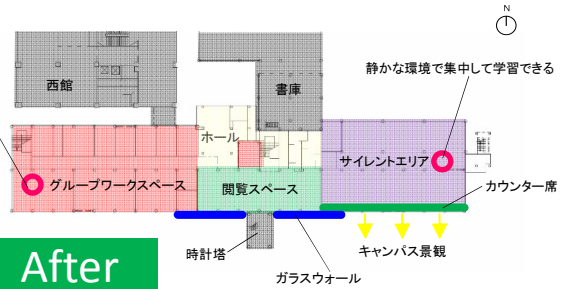 N
静かな環境で集中して学習できる
西館
書庫
ホール
サイレントエリア
グループワークスペース
閲覧スペース
カウンター席
時計塔
キャンパス景観
ガラスウォール
After